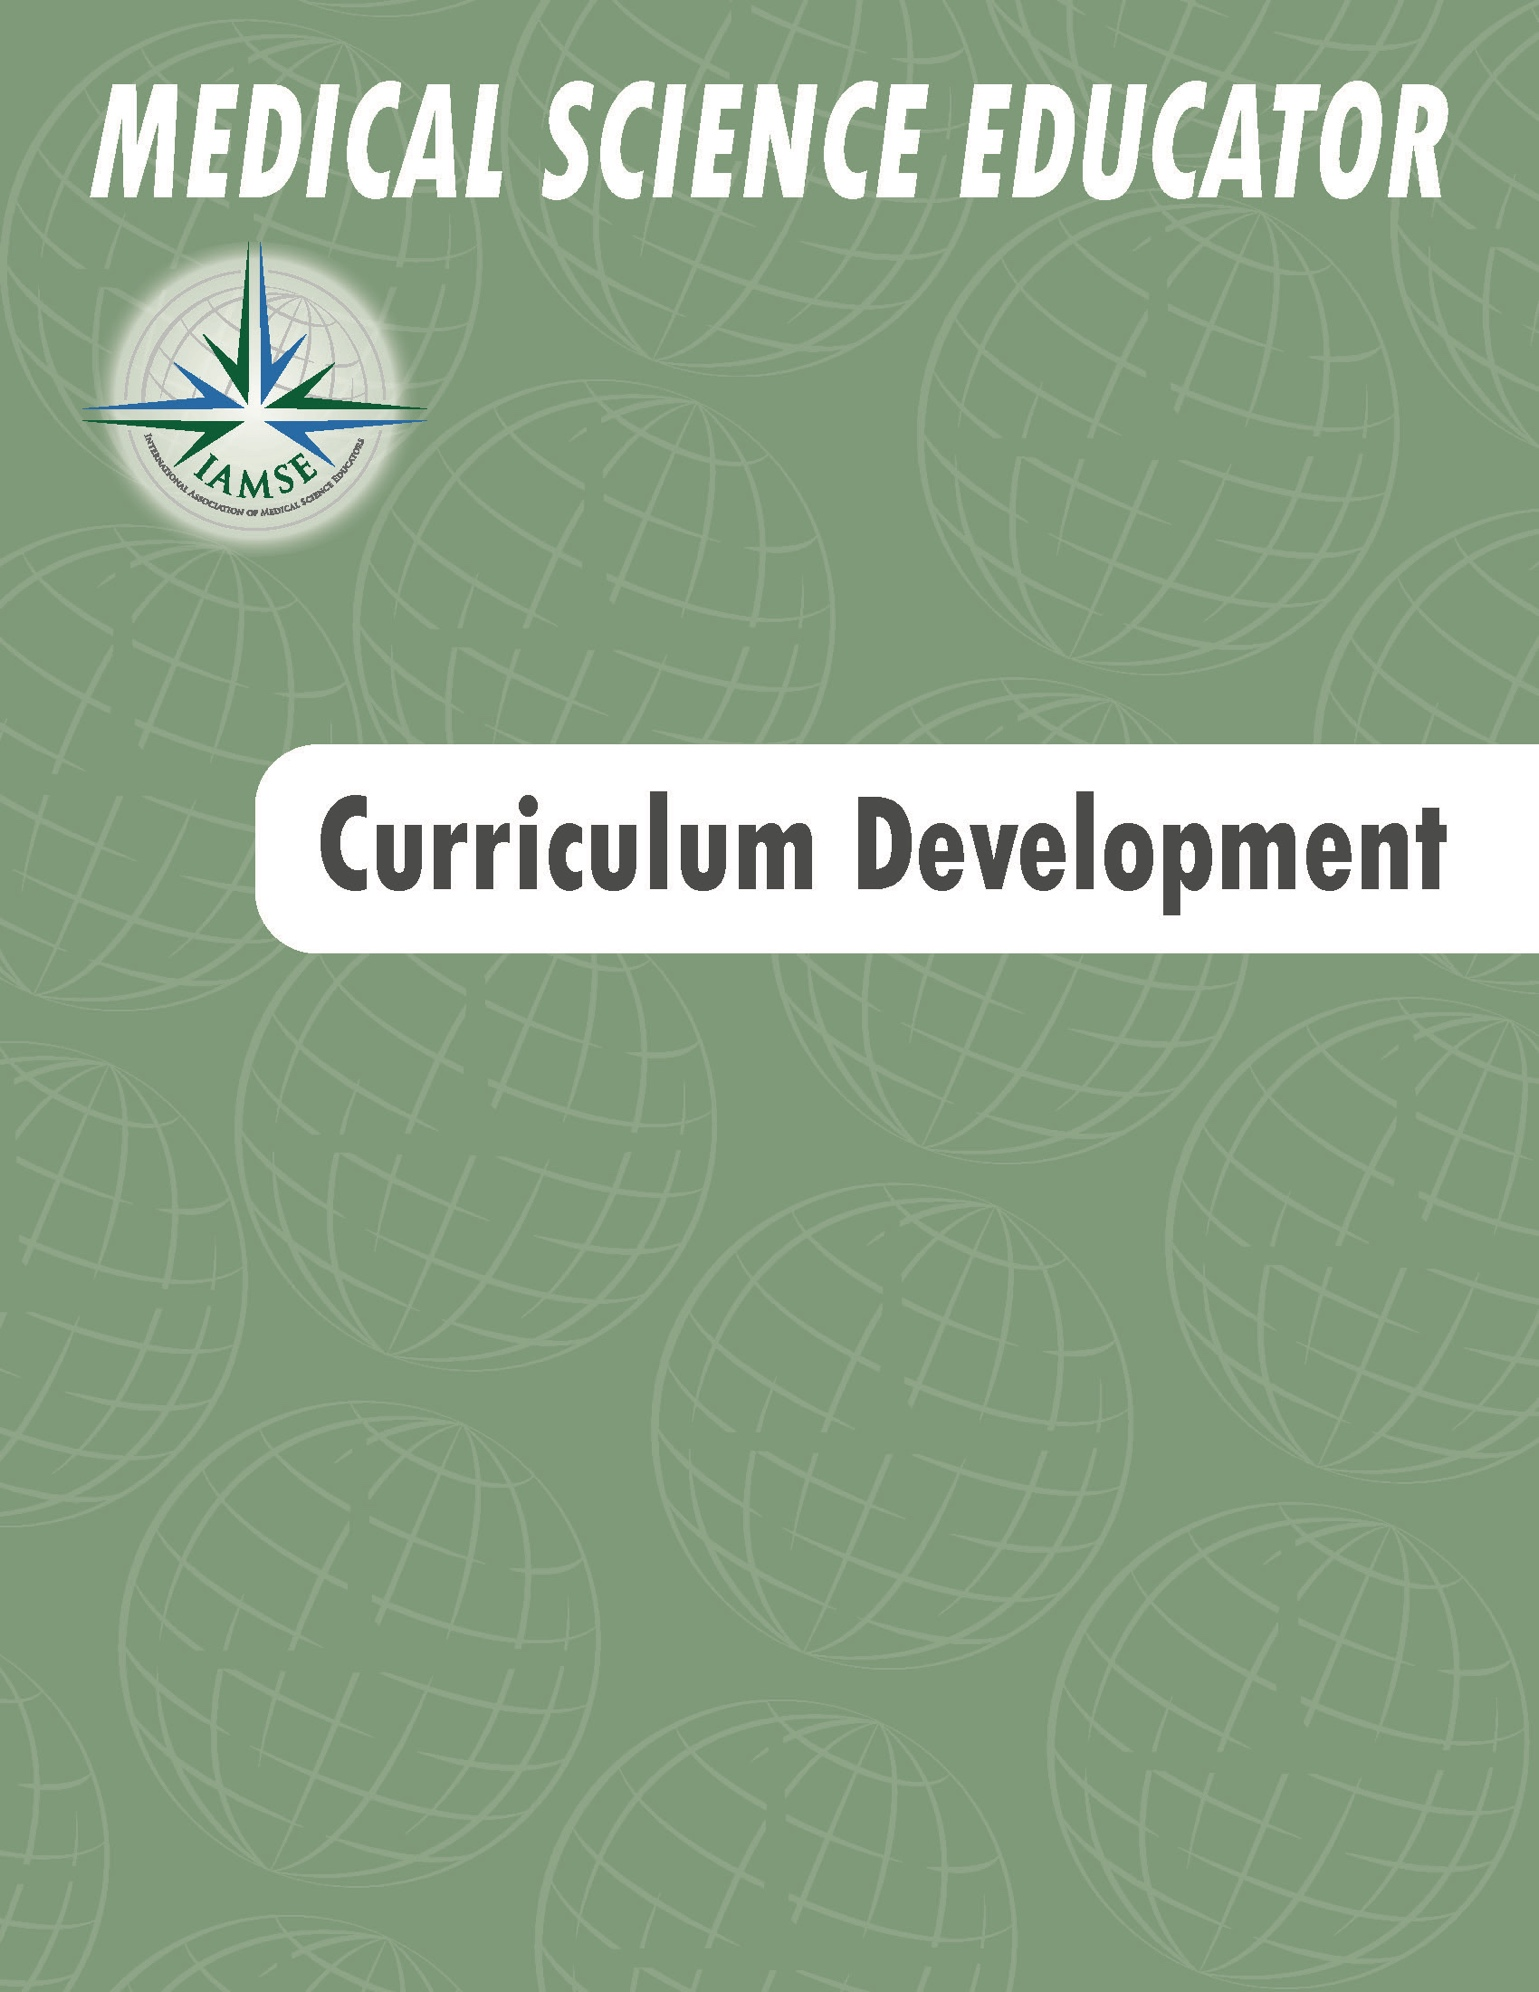 MEDICAL SCIENCE EDUCATOR
IAMSE
INTERNATIONAL ASSOCIATION OF MEDICAL SCIENCE EDUCATORS
Curriculum Development